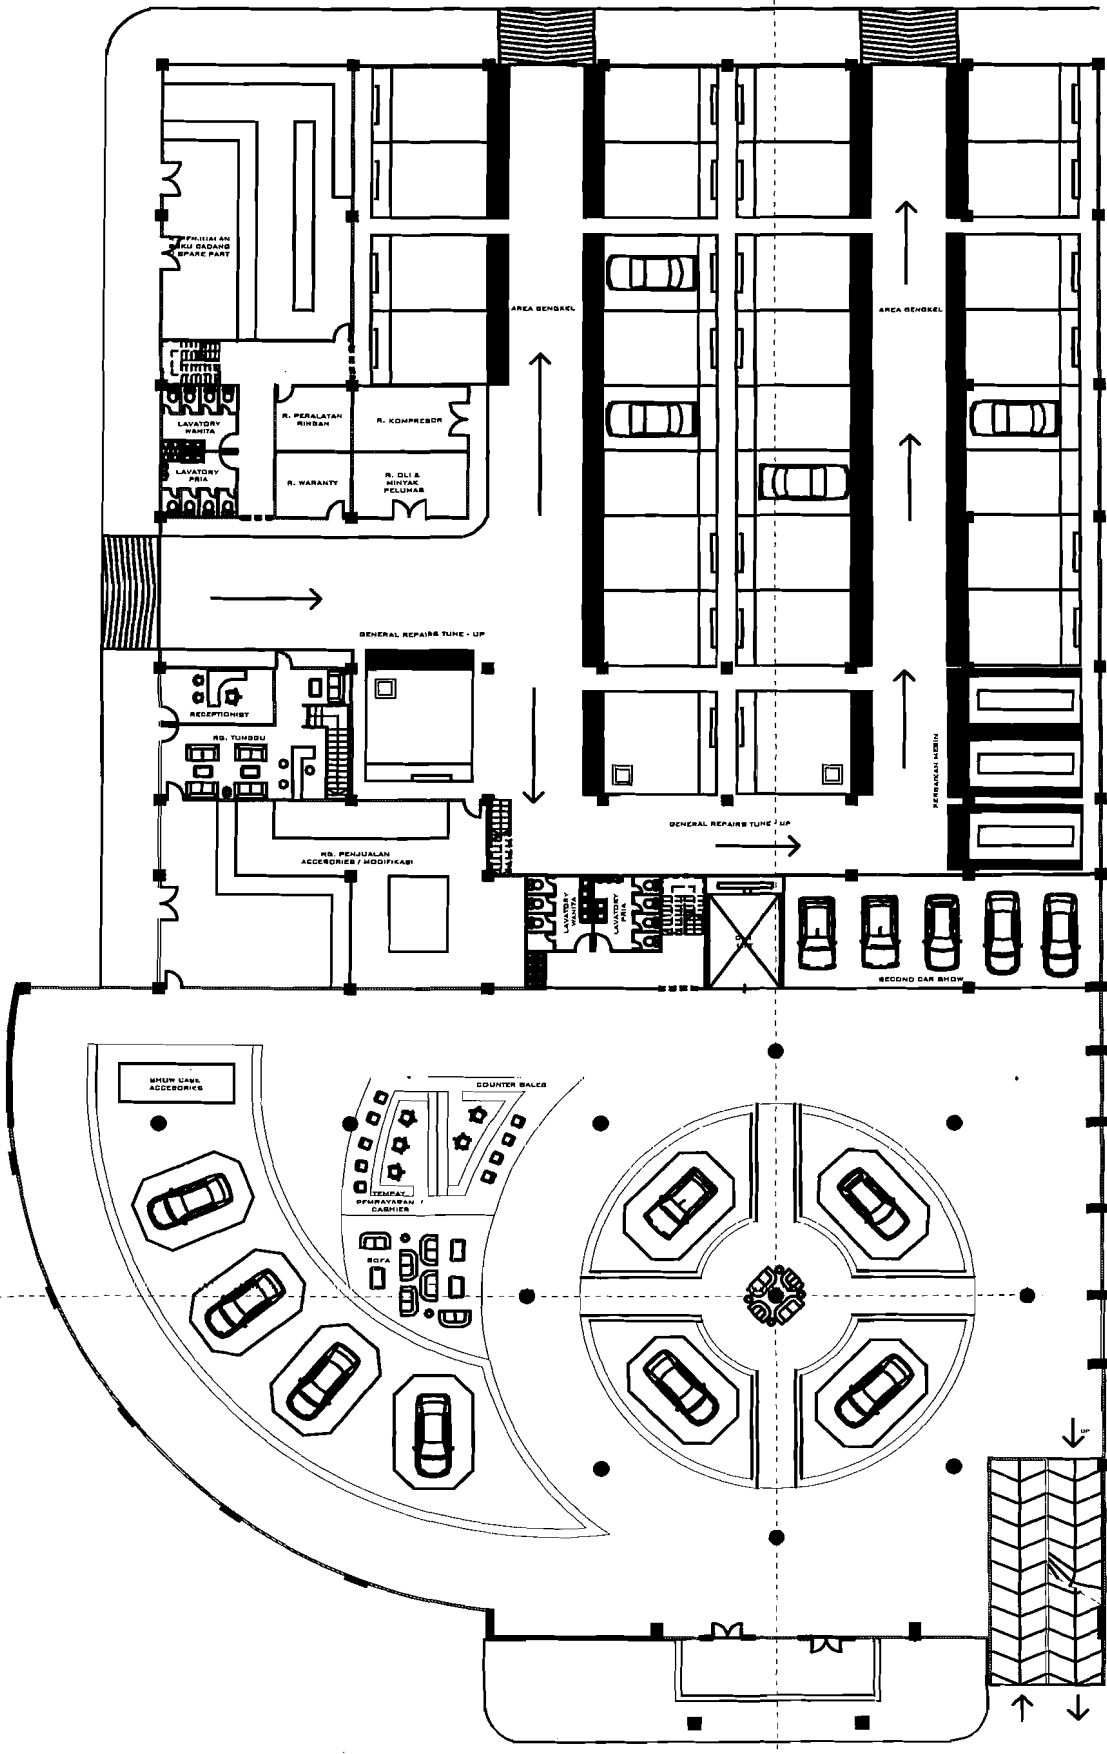 PENJUALAN
SUKU CADANG
SPARE PART
AREA BENGKEL
AREA BENGKEL
LAVATORY
WANITA
R. PERALATAN
RINGAN
R. KOMPRESOR
LAVATORY
PRIA
R. WARANTY
R. OLI &
MINYAK
PELUMAS
GENERAL REPAIRS TUNE - UP
RECEPTIONIST
RG. TUNGGU
PERBAIKAN MESIN
GENERAL REPAIRS TUNE - UP
RG. PENJUALAN
ACCESORIES / MODIFIKASI
LAVATORY
WANITA
LAVATORY
PRIA
SECOND CAR SHOW
SHOW CASE
ACCESORIES
COUNTER SALES
TEMPAT
PEMBAYARAN /
CASHIER
SOFA
UP